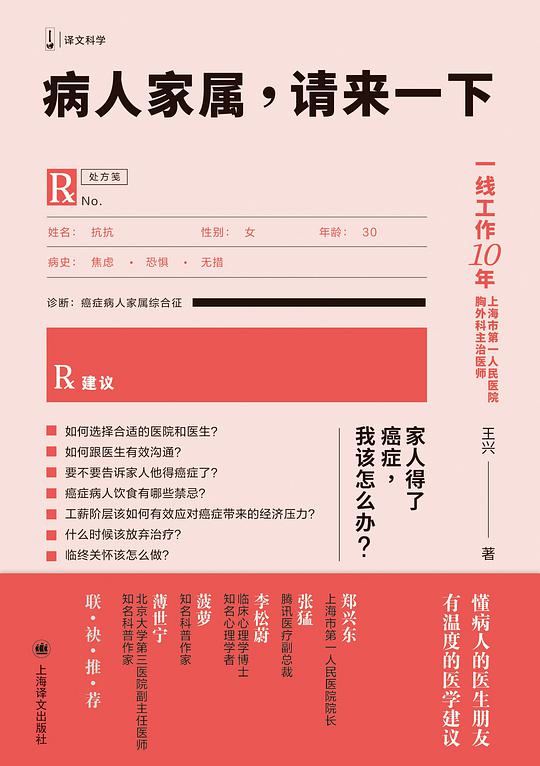 译文科学
病人家属，请来一下
Rx
处方笺
No.
姓名： 抗抗 性别： 女 年龄： 30
病史： 焦虑 · 恐惧 · 无措
诊断：癌症病人家属综合征
Rx 建议
如何选择合适的医院和医生？
如何跟医生有效沟通？
要不要告诉家人他得癌症了？
癌症病人饮食有哪些禁忌？
工薪阶层该如何有效应对癌症带来的经济压力？
什么时候该放弃治疗？
临终关怀该怎么做？
家人得了
癌症，
我该怎么办？
一线工作10年
上海市第一人民医院
胸外科主治医师
王兴 著
懂病人的医生朋友
有温度的医学建议
郑兴东
上海市第一人民医院院长
张猛
腾讯医疗副总裁
李松蔚
临床心理学博士
知名心理学者
菠萝
知名科普作家
薄世宁
北京大学第三医院副主任医师
知名科普作家
联·袂·推·荐
上海译文出版社